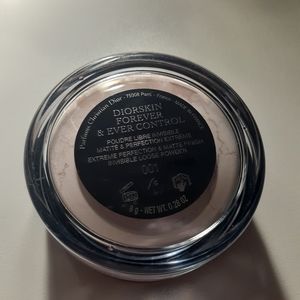 Parfums Christian Dior - 75008 Paris - France -
DIORSKIN
FOREVER
& EVER CONTROL
POUDRE LIBRE INVISIBLE
MATITÉ & PERFECTION EXTRÊME
EXTREME PERFECTION & MATTE FINISH
INVISIBLE LOOSE POWDER
001
8 g - NET WT. 0.28 OZ